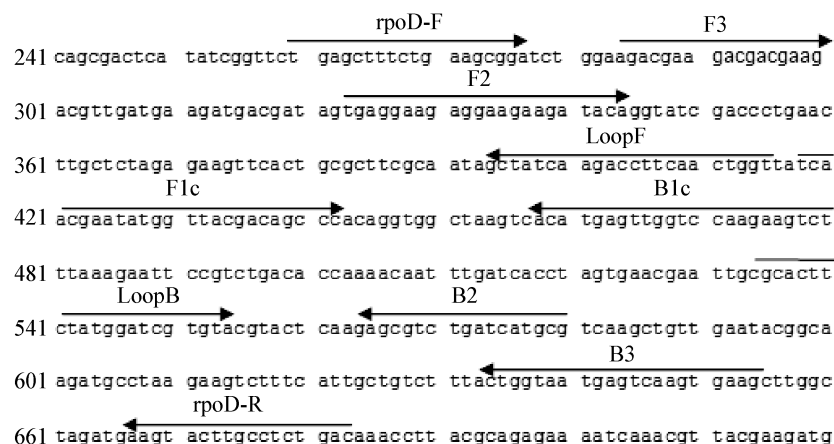 rpoD-F F3
241 cagcgactca tatcggttct gagctttctg aagcggatct ggaagacgaa gacgacgaag
F2
301 acgttgatga agatgacgat agtgaggaag aggaagaaga tacaggtatc gaccctgaac
LoopF
361 ttgctctaga gaagttcact gcgcttcgca atagctatca agaccttcaa ctggttatca
F1c B1c
421 acgaatatgg ttacgacagc ccacaggtgg ctaagtcaca tgagttggtc caagaagtct
481 ttaaagaatt ccgtctgaca ccaaaacaat ttgatcacct agtgaacgaa ttgcgcactt
LoopB B2
541 ctatggatcg tgtacgtact caagagcgtc tgatcatgcg tcaagctgtt gaatacggca
B3
601 agatgcctaa gaagtctttc attgctgtct ttactggtaa tgagtcaagt gaagcttggc
rpoD-R
661 tagatgaagt acttgcctct gacaaacctt acgcagagaa aatcaaacgt tacgaagatg